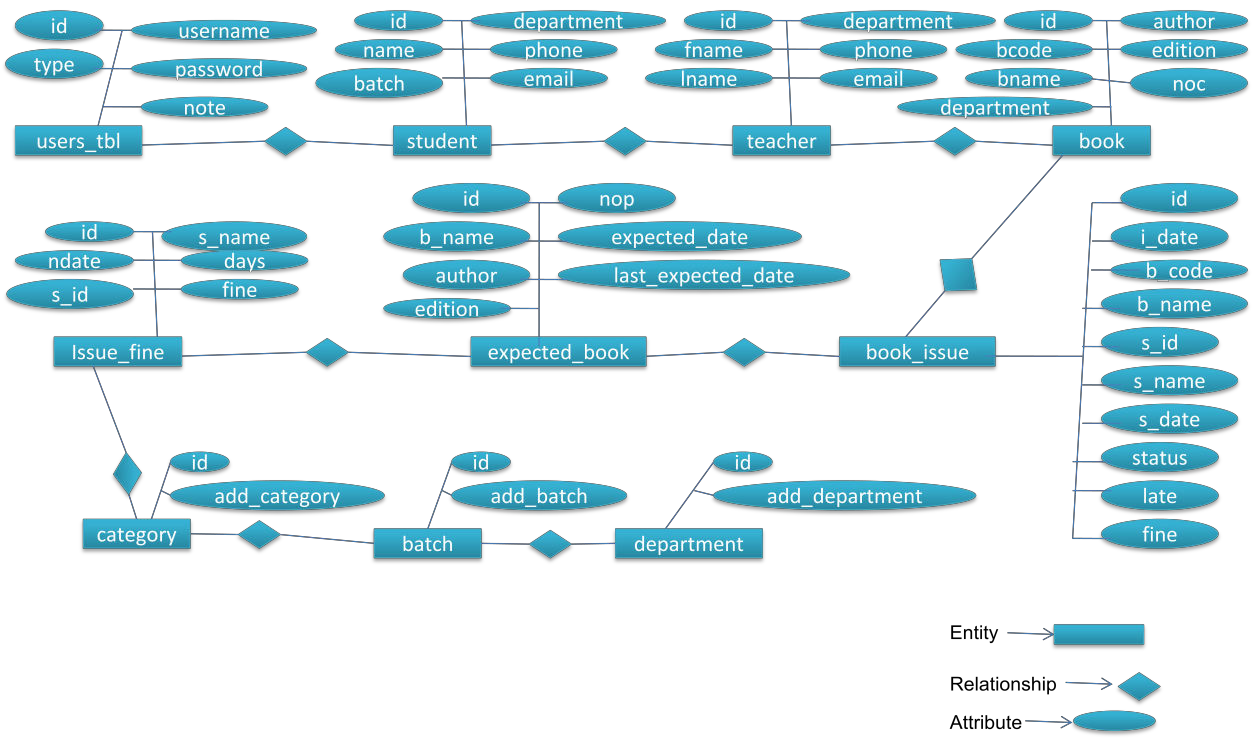 id
username
type
password
note
users_tbl
id
department
name
phone
batch
email
student
id
department
fname
phone
lname
email
teacher
id
author
bcode
edition
bname
noc
department
book
id
s_name
ndate
days
s_id
fine
Issue_fine
id
nop
b_name
expected_date
author
last_expected_date
edition
expected_book
book_issue
id
i_date
b_code
b_name
s_id
s_name
s_date
status
late
fine
id
add_category
category
id
add_batch
batch
id
add_department
department
Entity
Relationship
Attribute